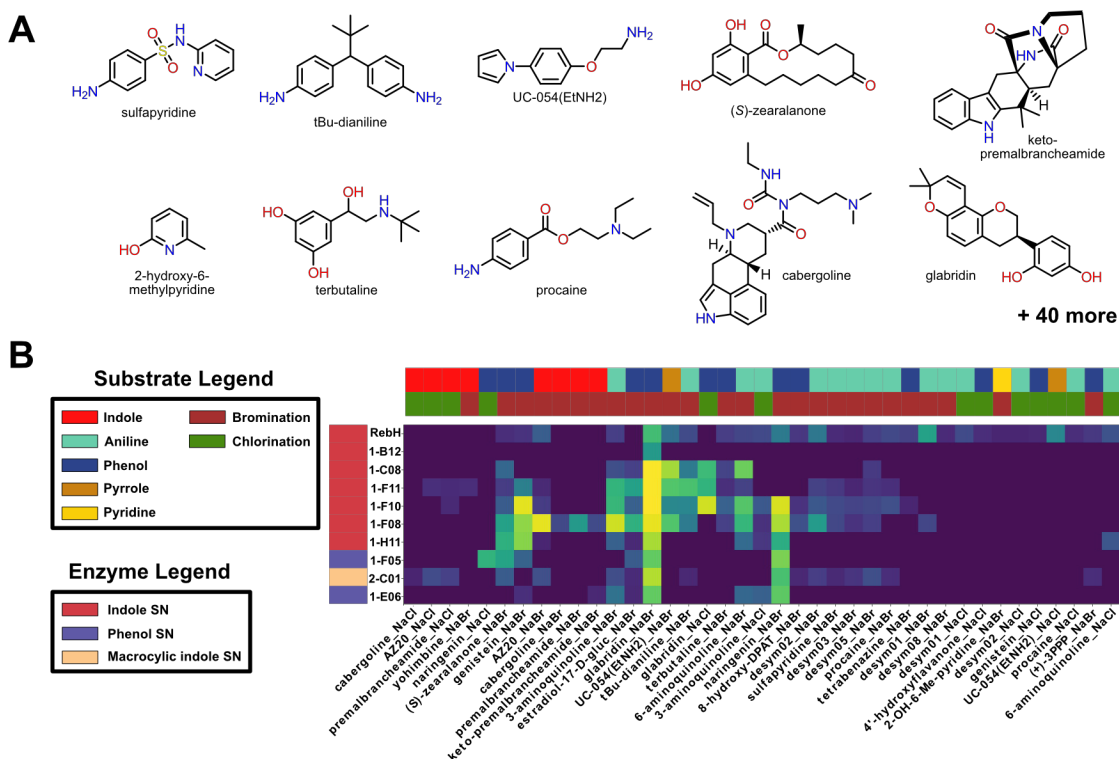 A
sulfapyridine
tBu-dianiline
UC-054(EtNH2)
(S)-zearalanone
keto-
premalbrancheamide
2-hydroxy-6-
methylpyridine
terbutaline
procaine
cabergoline
glabridin
+ 40 more
B
Substrate Legend
Indole
Bromination
Aniline
Chlorination
Phenol
Pyrrole
Pyridine
Enzyme Legend
Indole SN
Phenol SN
Macrocylic indole SN
RebH
1-B12
1-C08
1-F11
1-F10
1-F08
1-H11
1-F05
2-C01
1-E06
cabergoline_NaCl
AZ20_NaCl
premalbrancheamide_NaCl
yohimbine_NaBr
naringenin_NaCl
(S)-zearalanone_NaBr
genistein_NaBr
AZ20_NaBr
cabergoline_NaBr
premalbrancheamide_NaBr
keto-premalbrancheamide_NaBr
3-aminoquinoline_NaBr
estradiol-17-D-gluc_NaBr
glabridin_NaBr
UC-054(EtNH2)_NaBr
tBu-dianiline_NaBr
glabridin_NaCl
terbutaline_NaBr
6-aminoquinoline_NaBr
3-aminoquinoline_NaCl
naringenin_NaBr
8-hydroxy-DPAT_NaBr
desym02_NaBr
sulfapyridine_NaBr
desym03_NaBr
desym05_NaBr
procaine_NaBr
tetrabenazine_NaBr
desym01_NaBr
desym08_NaBr
desym01_NaCl
4'-hydroxyflavanone_NaCl
2-OH-6-Me-pyridine_NaBr
desym02_NaCl
genistein_NaCl
UC-054(EtNH2)_NaCl
procaine_NaCl
(+)-3PPP_NaBr
6-aminoquinoline_NaCl